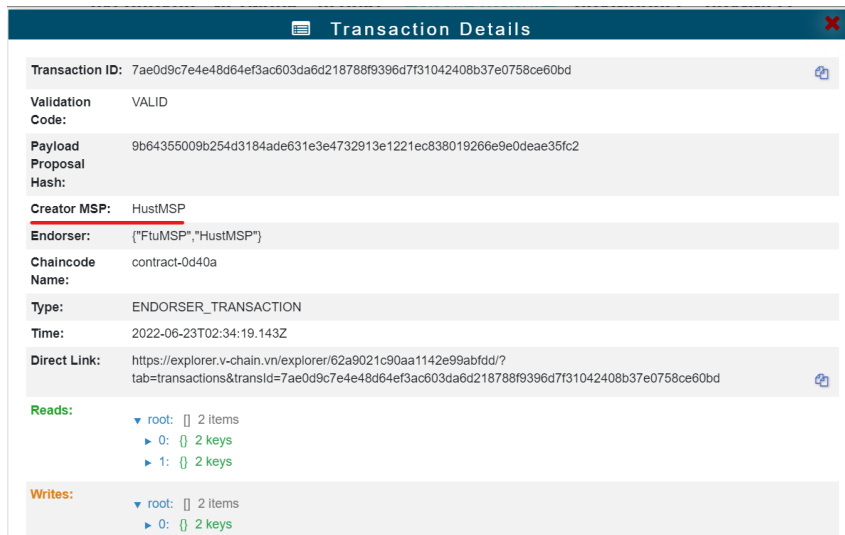 Transaction Details
Transaction ID: 7ae0d9c7e4e48d64ef3ac603da6d218788f9396d7f31042408b37e0758ce60bd
Validation Code: VALID
Payload Proposal Hash: 9b64355009b254d3184ade631e3e4732913e1221ec838019266e9e0deae35fc2
Creator MSP: HustMSP
Endorser: {"FtuMSP","HustMSP"}
Chaincode Name: contract-0d40a
Type: ENDORSER_TRANSACTION
Time: 2022-06-23T02:34:19.143Z
Direct Link: https://explorer.v-chain.vn/explorer/62a9021c90aa1142e99abfdd/?
tab=transactions&transId=7ae0d9c7e4e48d64ef3ac603da6d218788f9396d7f31042408b37e0758ce60bd
Reads:
▼ root: [] 2 items
► 0: {} 2 keys
► 1: {} 2 keys
Writes:
▼ root: [] 2 items
► 0: {} 2 keys